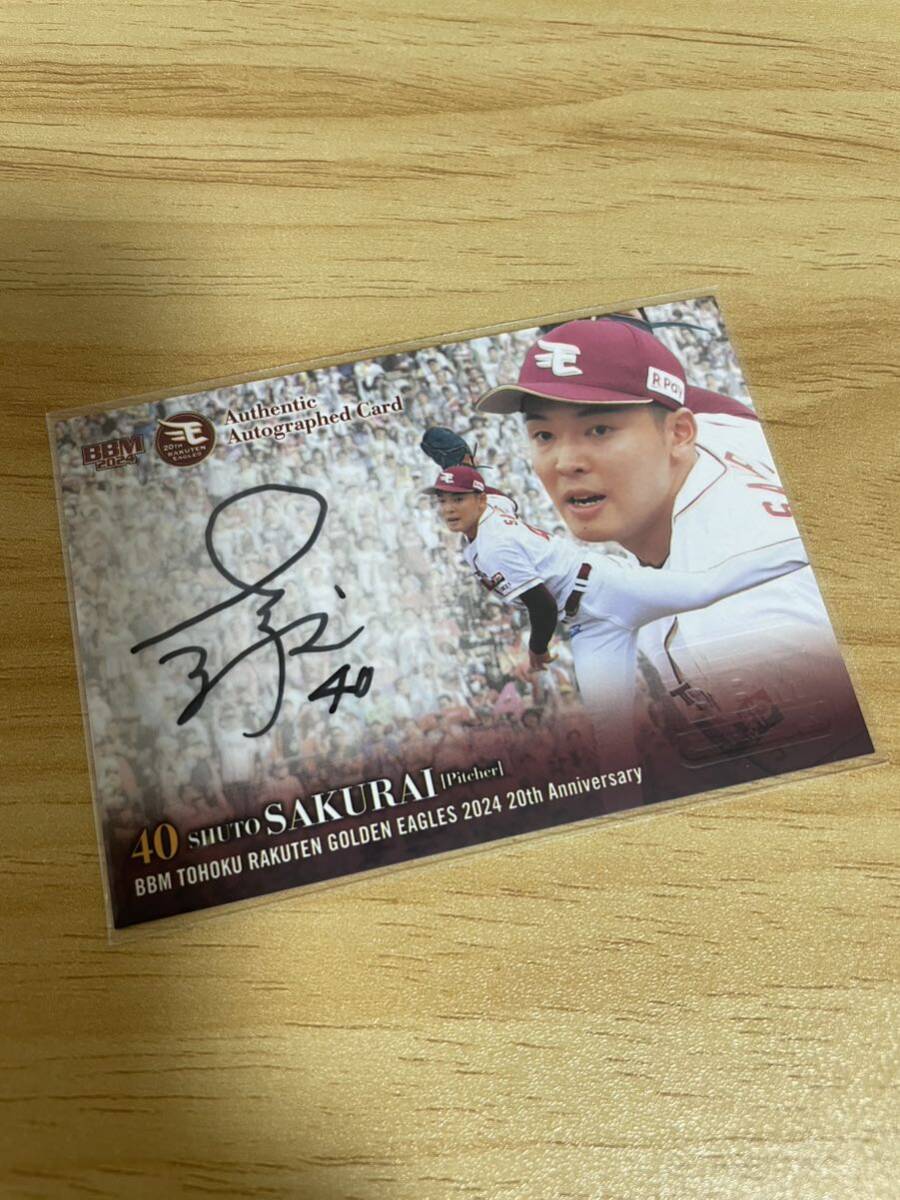 BBM
2024
20TH
RAKUTEN
EAGLES
Authentic
Autographed Card
R Pay
40
40 SHUTO SAKURAI [Pitcher]
BBM TOHOKU RAKUTEN GOLDEN EAGLES 2024 20th Anniversary